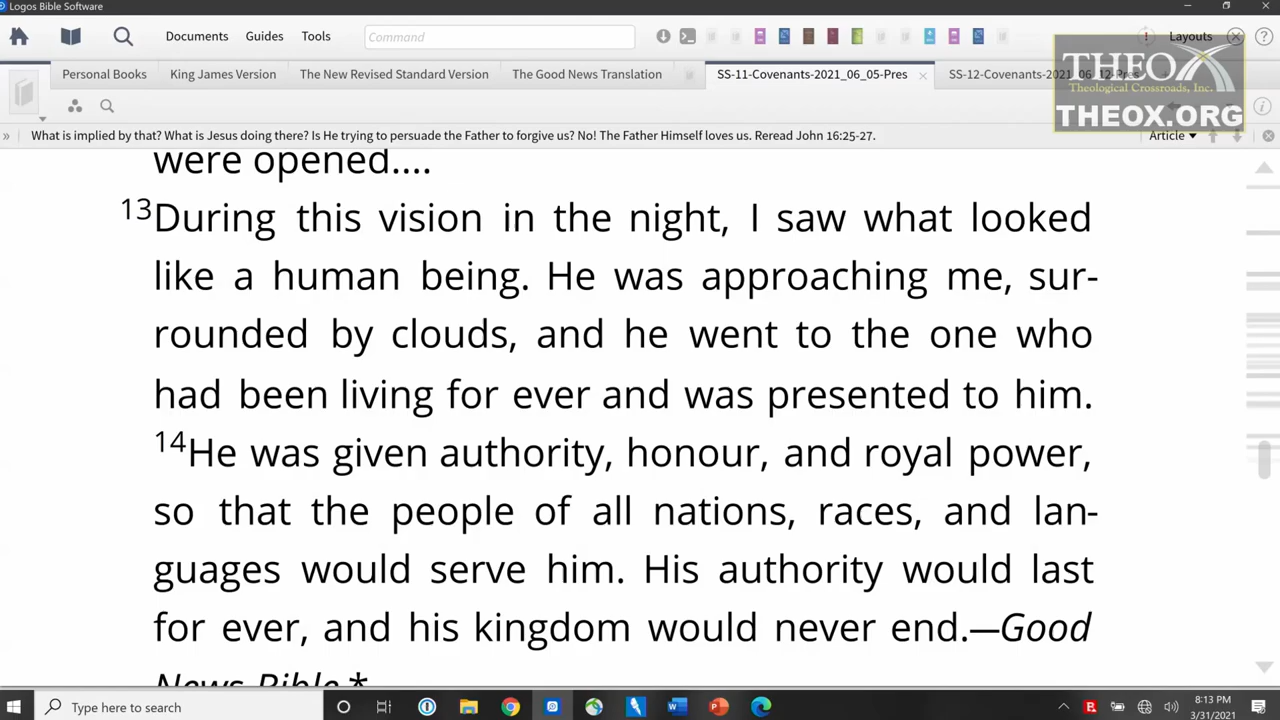 Logos Bible Software
Documents Guides Tools Command Layouts
Personal Books King James Version The New Revised Standard Version The Good News Translation SS-11-Covenants-2021_06_05-Pres SS-12-Covenants-2021_06_12-Pres
THEOX
Theological Crossroads, Inc.
THEOX.ORG
What is implied by that? What is Jesus doing there? Is He trying to persuade the Father to forgive us? No! The Father Himself loves us. Reread John 16:25-27. Article
were opened....
13During this vision in the night, I saw what looked
like a human being. He was approaching me, sur-
rounded by clouds, and he went to the one who
had been living for ever and was presented to him.
14He was given authority, honour, and royal power,
so that the people of all nations, races, and lan-
guages would serve him. His authority would last
for ever, and his kingdom would never end.—Good
News Bible.*
Type here to search
8:13 PM
3/31/2021